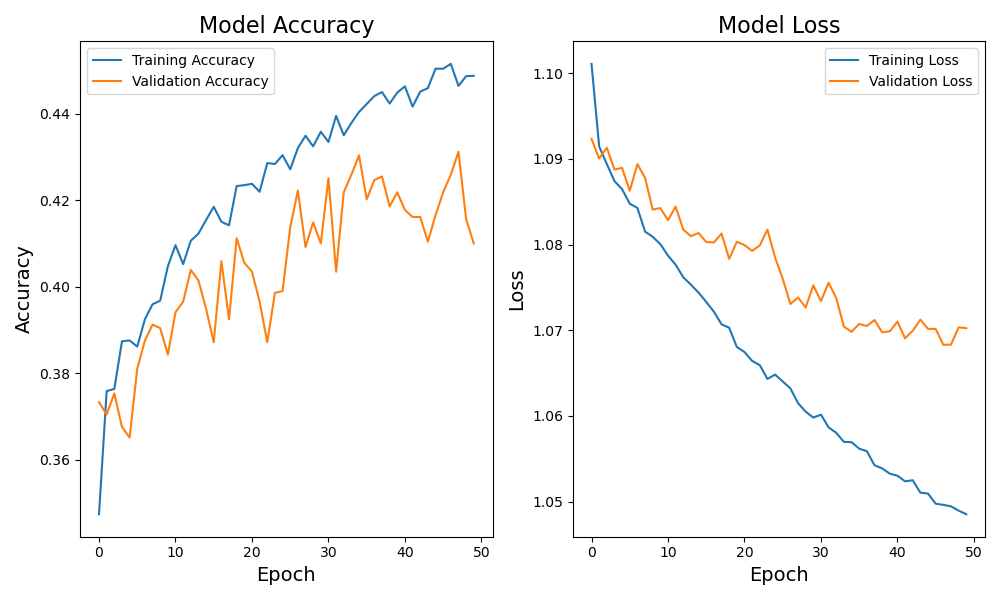 Model Accuracy
Training Accuracy
Validation Accuracy
0.44
0.42
0.40
0.38
0.36
Accuracy
0 10 20 30 40 50
Epoch
Model Loss
Training Loss
Validation Loss
1.10
1.09
1.08
1.07
1.06
1.05
Loss
0 10 20 30 40 50
Epoch